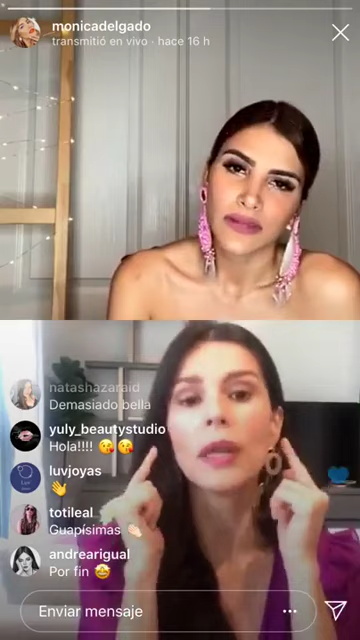 monicadelgado
transmitió en vivo · hace 16 h
natashazaraid
Demasiado bella
yuly_beautystudio
Hola!!!! 😘 😘
luvjoyas
👋
totileal
Guapísimas 👏🏻
andrearigual
Por fin 🤩
Enviar mensaje